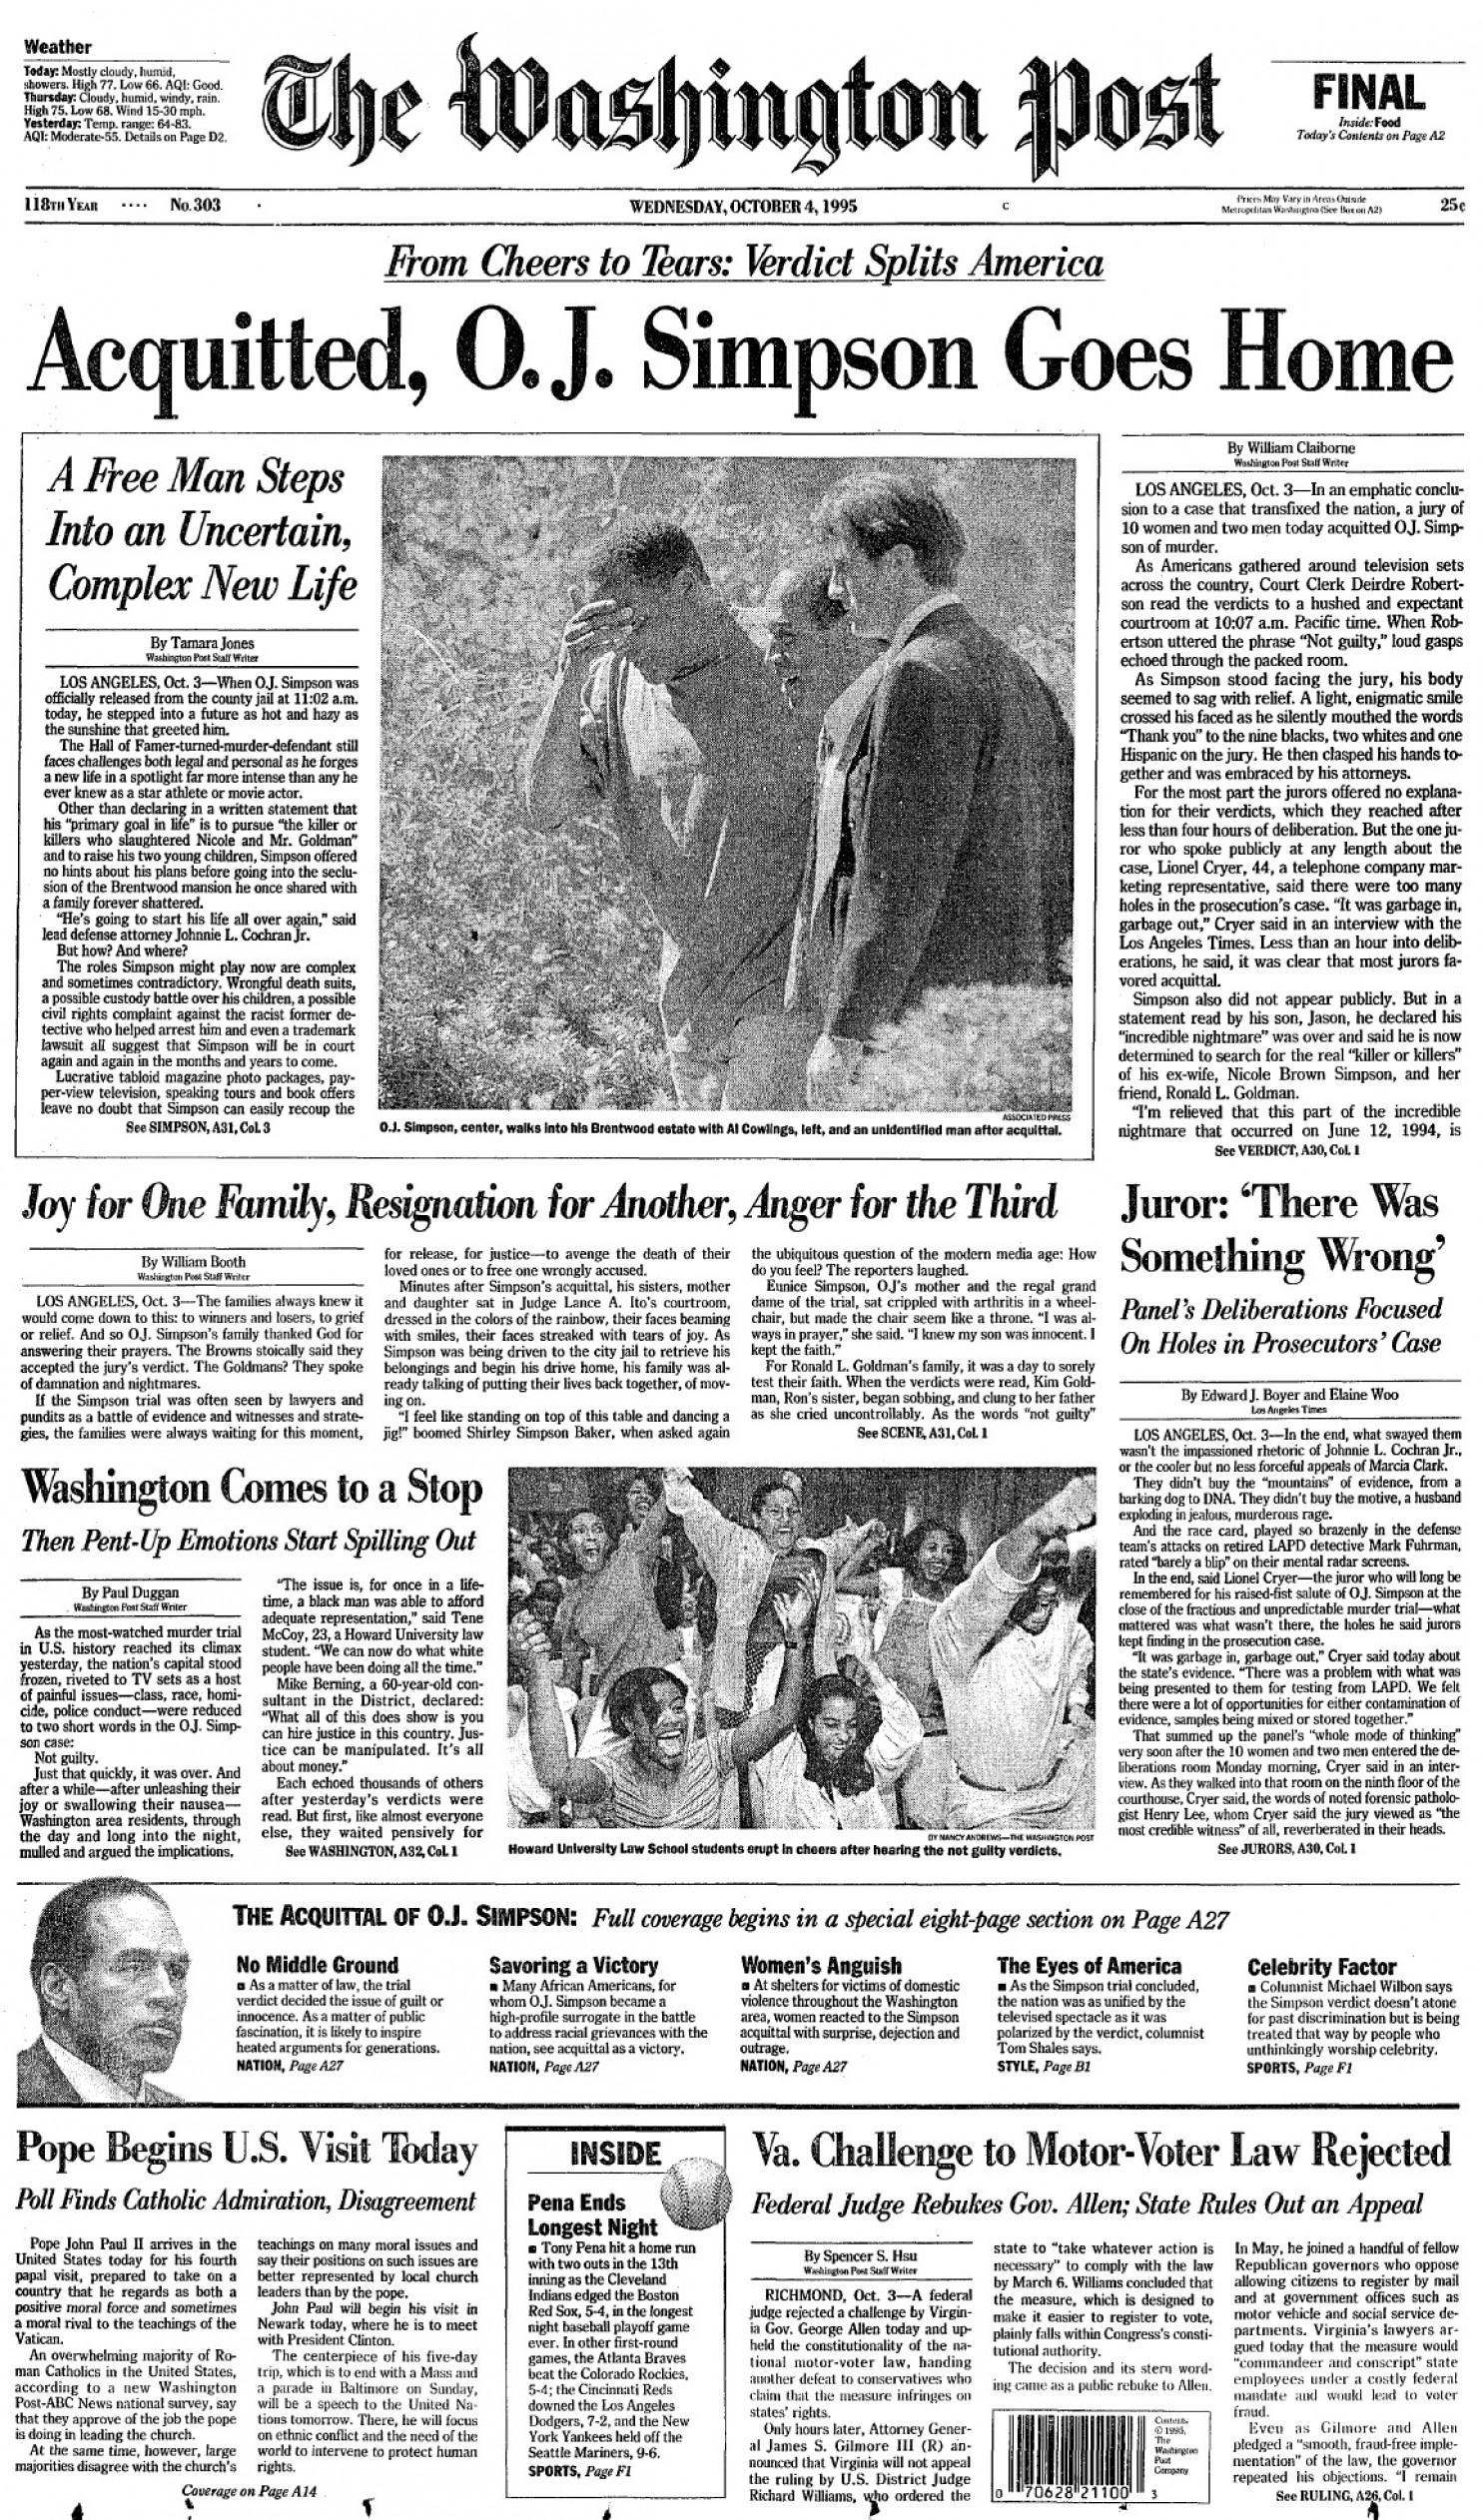 Weather
Today: Mostly cloudy, humid,
showers. High 77. Low 66. AQI: Good.
Thursday: Cloudy, humid, windy, rain.
High 75. Low 68. Wind 15-30 mph.
Yesterday: Temp. range: 64-83.
AQI: Moderate-55. Details on Page D2.
The Washington Post
FINAL
Inside: Food
Today's Contents on Page A2
118TH YEAR .... No. 303
WEDNESDAY, OCTOBER 4, 1995
C
Prices May Vary in Areas Outside
Metropolitan Washington (See Box on A2)
25¢
From Cheers to Tears: Verdict Splits America
Acquitted, O.J. Simpson Goes Home
A Free Man Steps
Into an Uncertain,
Complex New Life
By Tamara Jones
Washington Post Staff Writer
LOS ANGELES, Oct. 3—When O.J. Simpson was
officially released from the county jail at 11:02 a.m.
today, he stepped into a future as hot and hazy as
the sunshine that greeted him.
The Hall of Famer-turned-murder-defendant still
faces challenges both legal and personal as he forges
a new life in a spotlight far more intense than any he
ever knew as a star athlete or movie actor.
Other than declaring in a written statement that
his "primary goal in life" is to pursue "the killer or
killers who slaughtered Nicole and Mr. Goldman"
and to raise his two young children, Simpson offered
no hints about his plans before going into the seclu-
sion of the Brentwood mansion he once shared with
a family forever shattered.
"He's going to start his life all over again," said
lead defense attorney Johnnie L. Cochran Jr.
But how? And where?
The roles Simpson might play now are complex
and sometimes contradictory. Wrongful death suits,
a possible custody battle over his children, a possible
civil rights complaint against the racist former de-
tective who helped arrest him and even a trademark
lawsuit all suggest that Simpson will be in court
again and again in the months and years to come.
Lucrative tabloid magazine photo packages, pay-
per-view television, speaking tours and book offers
leave no doubt that Simpson can easily recoup the
See SIMPSON, A31, Col. 3
ASSOCIATED PRESS
O.J. Simpson, center, walks into his Brentwood estate with Al Cowlings, left, and an unidentified man after acquittal.
By William Claiborne
Washington Post Staff Writer
LOS ANGELES, Oct. 3—In an emphatic conclu-
sion to a case that transfixed the nation, a jury of
10 women and two men today acquitted O.J. Simp-
son of murder.
As Americans gathered around television sets
across the country, Court Clerk Deirdre Robert-
son read the verdicts to a hushed and expectant
courtroom at 10:07 a.m. Pacific time. When Rob-
ertson uttered the phrase "Not guilty," loud gasps
echoed through the packed room.
As Simpson stood facing the jury, his body
seemed to sag with relief. A light, enigmatic smile
crossed his faced as he silently mouthed the words
"Thank you" to the nine blacks, two whites and one
Hispanic on the jury. He then clasped his hands to-
gether and was embraced by his attorneys.
For the most part the jurors offered no explana-
tion for their verdicts, which they reached after
less than four hours of deliberation. But the one ju-
ror who spoke publicly at any length about the
case, Lionel Cryer, 44, a telephone company mar-
keting representative, said there were too many
holes in the prosecution's case. "It was garbage in,
garbage out," Cryer said in an interview with the
Los Angeles Times. Less than an hour into delib-
erations, he said, it was clear that most jurors fa-
vored acquittal.
Simpson also did not appear publicly. But in a
statement read by his son, Jason, he declared his
"incredible nightmare" was over and said he is now
determined to search for the real "killer or killers"
of his ex-wife, Nicole Brown Simpson, and her
friend, Ronald L. Goldman.
"I'm relieved that this part of the incredible
nightmare that occurred on June 12, 1994, is
See VERDICT, A30, Col. 1
Joy for One Family, Resignation for Another, Anger for the Third
By William Booth
Washington Post Staff Writer
LOS ANGELES, Oct. 3—The families always knew it
would come down to this: to winners and losers, to grief
or relief. And so O.J. Simpson's family thanked God for
answering their prayers. The Browns stoically said they
accepted the jury's verdict. The Goldmans? They spoke
of damnation and nightmares.
If the Simpson trial was often seen by lawyers and
pundits as a battle of evidence and witnesses and strate-
gies, the families were always waiting for this moment,
for release, for justice—to avenge the death of their
loved ones or to free one wrongly accused.
Minutes after Simpson's acquittal, his sisters, mother
and daughter sat in Judge Lance A. Ito's courtroom,
dressed in the colors of the rainbow, their faces beaming
with smiles, their faces streaked with tears of joy. As
Simpson was being driven to the city jail to retrieve his
belongings and begin his drive home, his family was al-
ready talking of putting their lives back together, of mov-
ing on.
"I feel like standing on top of this table and dancing a
jig!" boomed Shirley Simpson Baker, when asked again
the ubiquitous question of the modern media age: How
do you feel? The reporters laughed.
Eunice Simpson, OJ's mother and the regal grand
dame of the trial, sat crippled with arthritis in a wheel-
chair, but made the chair seem like a throne. "I was al-
ways in prayer," she said. "I knew my son was innocent. I
kept the faith."
For Ronald L. Goldman's family, it was a day to sorely
test their faith. When the verdicts were read, Kim Gold-
man, Ron's sister, began sobbing, and clung to her father
as she cried uncontrollably. As the words "not guilty"
See SCENE, A31, Col. 1
Juror: 'There Was
Something Wrong'
Panel's Deliberations Focused
On Holes in Prosecutors' Case
By Edward J. Boyer and Elaine Woo
Los Angeles Times
LOS ANGELES, Oct. 3—In the end, what swayed them
wasn't the impassioned rhetoric of Johnnie L. Cochran Jr.,
or the cooler but no less forceful appeals of Marcia Clark.
They didn't buy the "mountains" of evidence, from a
barking dog to DNA. They didn't buy the motive, a husband
exploding in jealous, murderous rage.
And the race card, played so brazenly in the defense
team's attacks on retired LAPD detective Mark Fuhrman,
rated "barely a blip" on their mental radar screens.
In the end, said Lionel Cryer—the juror who will long be
remembered for his raised-fist salute of O.J. Simpson at the
close of the fractious and unpredictable murder trial—what
mattered was what wasn't there, the holes he said jurors
kept finding in the prosecution case.
"It was garbage in, garbage out," Cryer said today about
the state's evidence. "There was a problem with what was
being presented to them for testing from LAPD. We felt
there were a lot of opportunities for either contamination of
evidence, samples being mixed or stored together."
That summed up the panel's "whole mode of thinking"
very soon after the 10 women and two men entered the de-
liberations room Monday morning, Cryer said in an inter-
view. As they walked into that room on the ninth floor of the
courthouse, Cryer said, the words of noted forensic patholo-
gist Henry Lee, whom Cryer said the jury viewed as "the
most credible witness" of all, reverberated in their heads.
See JURORS, A30, Col. 1
Washington Comes to a Stop
Then Pent-Up Emotions Start Spilling Out
By Paul Duggan
Washington Post Staff Writer
As the most-watched murder trial
in U.S. history reached its climax
yesterday, the nation's capital stood
frozen, riveted to TV sets as a host
of painful issues—class, race, homi-
cide, police conduct—were reduced
to two short words in the O.J. Simp-
son case:
Not guilty.
Just that quickly, it was over. And
after a while—after unleashing their
joy or swallowing their nausea—
Washington area residents, through
the day and long into the night,
mulled and argued the implications.
"The issue is, for once in a life-
time, a black man was able to afford
adequate representation," said Tene
McCoy, 23, a Howard University law
student. "We can now do what white
people have been doing all the time."
Mike Berning, a 60-year-old con-
sultant in the District, declared:
"What all of this does show is you
can hire justice in this country. Jus-
tice can be manipulated. It's all
about money."
Each echoed thousands of others
after yesterday's verdicts were
read. But first, like almost everyone
else, they waited pensively for
See WASHINGTON, A32, Col. 1
BY NANCY ANDREWS—THE WASHINGTON POST
Howard University Law School students erupt in cheers after hearing the not guilty verdicts.
THE ACQUITTAL OF O.J. SIMPSON: Full coverage begins in a special eight-page section on Page A27
No Middle Ground
■ As a matter of law, the trial
verdict decided the issue of guilt or
innocence. As a matter of public
fascination, it is likely to inspire
heated arguments for generations.
NATION, Page A27
Savoring a Victory
■ Many African Americans, for
whom O.J. Simpson became a
high-profile surrogate in the battle
to address racial grievances with the
nation, see acquittal as a victory.
NATION, Page A27
Women's Anguish
■ At shelters for victims of domestic
violence throughout the Washington
area, women reacted to the Simpson
acquittal with surprise, dejection and
outrage.
NATION, Page A27
The Eyes of America
■ As the Simpson trial concluded,
the nation was as unified by the
televised spectacle as it was
polarized by the verdict, columnist
Tom Shales says.
STYLE, Page B1
Celebrity Factor
■ Columnist Michael Wilbon says
the Simpson verdict doesn't atone
for past discrimination but is being
treated that way by people who
unthinkingly worship celebrity.
SPORTS, Page F1
Pope Begins U.S. Visit Today
Poll Finds Catholic Admiration, Disagreement
Pope John Paul II arrives in the
United States today for his fourth
papal visit, prepared to take on a
country that he regards as both a
positive moral force and sometimes
a moral rival to the teachings of the
Vatican.
An overwhelming majority of Ro-
man Catholics in the United States,
according to a new Washington
Post-ABC News national survey, say
that they approve of the job the pope
is doing in leading the church.
At the same time, however, large
majorities disagree with the church's
teachings on many moral issues and
say their positions on such issues are
better represented by local church
leaders than by the pope.
John Paul will begin his visit in
Newark today, where he is to meet
with President Clinton.
The centerpiece of his five-day
trip, which is to end with a Mass and
a parade in Baltimore on Sunday,
will be a speech to the United Na-
tions tomorrow. There, he will focus
on ethnic conflict and the need of the
world to intervene to protect human
rights.
Coverage on Page A14
INSIDE
Pena Ends
Longest Night
■ Tony Pena hit a home run
with two outs in the 13th
inning as the Cleveland
Indians edged the Boston
Red Sox, 5-4, in the longest
night baseball playoff game
ever. In other first-round
games, the Atlanta Braves
beat the Colorado Rockies,
5-4; the Cincinnati Reds
downed the Los Angeles
Dodgers, 7-2, and the New
York Yankees held off the
Seattle Mariners, 9-6.
SPORTS, Page F1
Va. Challenge to Motor-Voter Law Rejected
Federal Judge Rebukes Gov. Allen; State Rules Out an Appeal
By Spencer S. Hsu
Washington Post Staff Writer
RICHMOND, Oct. 3—A federal
judge rejected a challenge by Virgin-
ia Gov. George Allen today and up-
held the constitutionality of the na-
tional motor-voter law, handing
another defeat to conservatives who
claim that the measure infringes on
states' rights.
Only hours later, Attorney Gener-
al James S. Gilmore III (R) an-
nounced that Virginia will not appeal
the ruling by U.S. District Judge
Richard Williams, who ordered the
state to "take whatever action is
necessary" to comply with the law
by March 6. Williams concluded that
the measure, which is designed to
make it easier to register to vote,
plainly falls within Congress's consti-
tutional authority.
The decision and its stern word-
ing came as a public rebuke to Allen.
Contents
© 1995,
The
Washington
Post
Company
0 70628 21100 3
In May, he joined a handful of fellow
Republican governors who oppose
allowing citizens to register by mail
and at government offices such as
motor vehicle and social service de-
partments. Virginia's lawyers ar-
gued today that the measure would
"commandeer and conscript" state
employees under a costly federal
mandate and would lead to voter
fraud.
Even as Gilmore and Allen
pledged a "smooth, fraud-free imple-
mentation" of the law, the governor
repeated his objections. "I remain
See RULING, A26, Col. 1